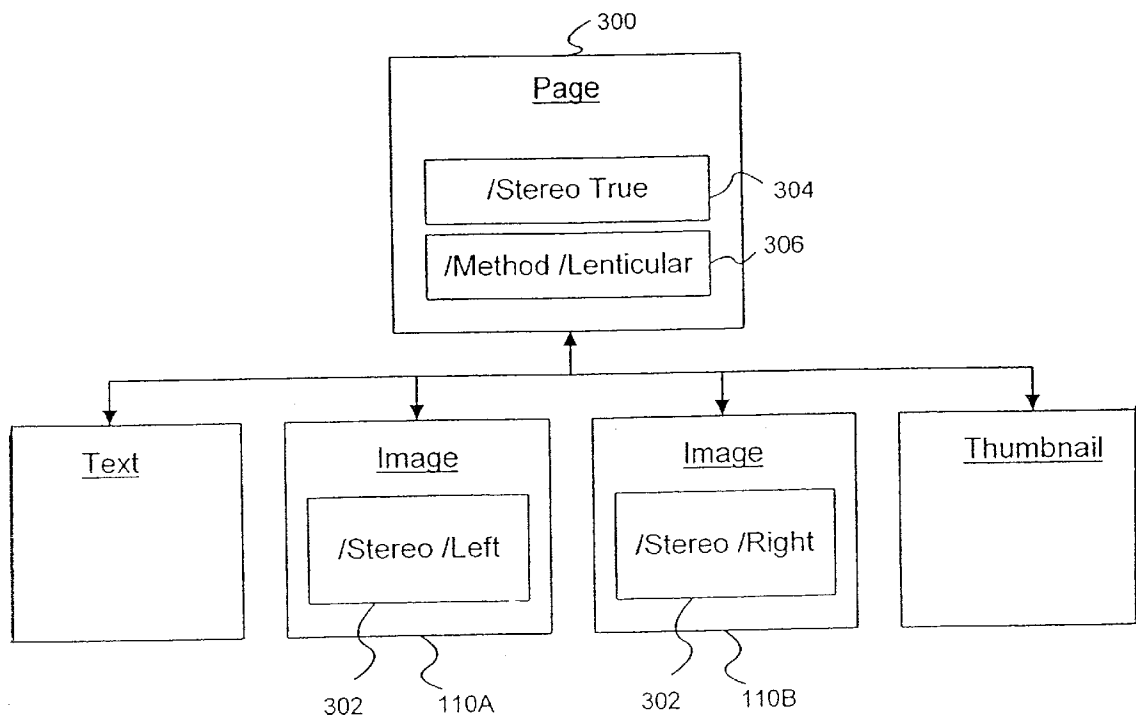 300
Page
/Stereo True
304
/Method /Lenticular
306
Text
Image
Image
Thumbnail
/Stereo /Left
/Stereo /Right
302
110A
302
110B